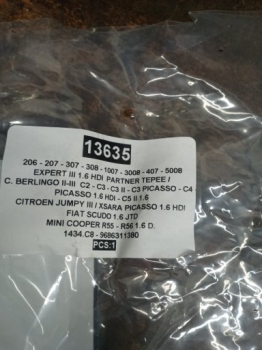 13635
206 - 207 - 307 - 308 - 1007 - 3008 - 407 - 5008
EXPERT III 1.6 HDI PARTNER TEPEE /
C. BERLINGO II-III C2 - C3 - C3 II - C3 PICASSO - C4
PICASSO 1.6 HDi - C5 II 1.6
CITROEN JUMPY III / XSARA PICASSO 1.6 HDI
FIAT SCUDO 1.6 JTD
MINI COOPER R55 - R56 1.6 D.
1434.C8 - 9686311380
PCS:1